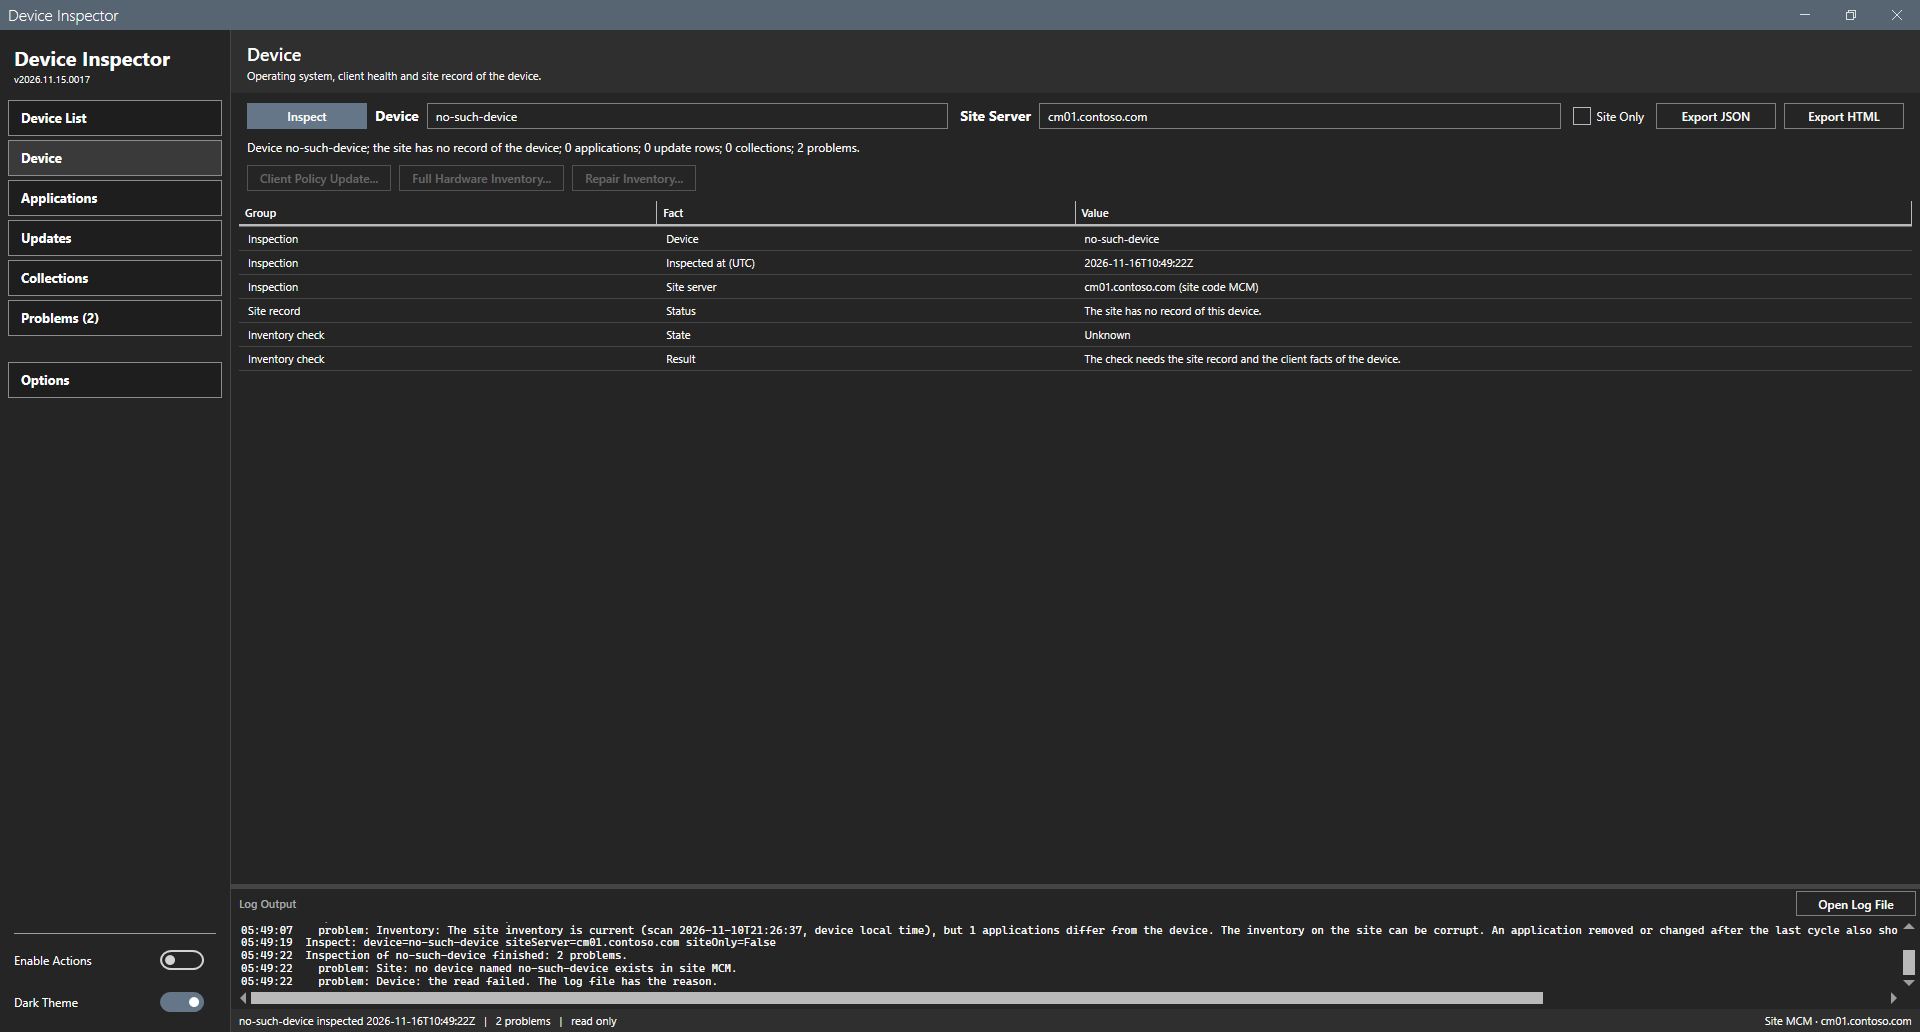 Device Inspector
Device Inspector
v2026.11.15.0017
Device List
Device
Applications
Updates
Collections
Problems (2)
Options
Enable Actions
Dark Theme
Device
Operating system, client health and site record of the device.
Inspect Device no-such-device Site Server cm01.contoso.com Site Only Export JSON Export HTML
Device no-such-device; the site has no record of the device; 0 applications; 0 update rows; 0 collections; 2 problems.
Client Policy Update... Full Hardware Inventory... Repair Inventory...
Group Fact Value
Inspection Device no-such-device
Inspection Inspected at (UTC) 2026-11-16T10:49:22Z
Inspection Site server cm01.contoso.com (site code MCM)
Site record Status The site has no record of this device.
Inventory check State Unknown
Inventory check Result The check needs the site record and the client facts of the device.
Log Output Open Log File
05:49:07 problem: Inventory: The site inventory is current (scan 2026-11-10T21:26:37, device local time), but 1 applications differ from the device. The inventory on the site can be corrupt. An application removed or changed after the last cycle also sho
05:49:19 Inspect: device=no-such-device siteServer=cm01.contoso.com siteOnly=False
05:49:22 Inspection of no-such-device finished: 2 problems.
05:49:22 problem: Site: no device named no-such-device exists in site MCM.
05:49:22 problem: Device: the read failed. The log file has the reason.
no-such-device inspected 2026-11-16T10:49:22Z | 2 problems | read only
Site MCM · cm01.contoso.com